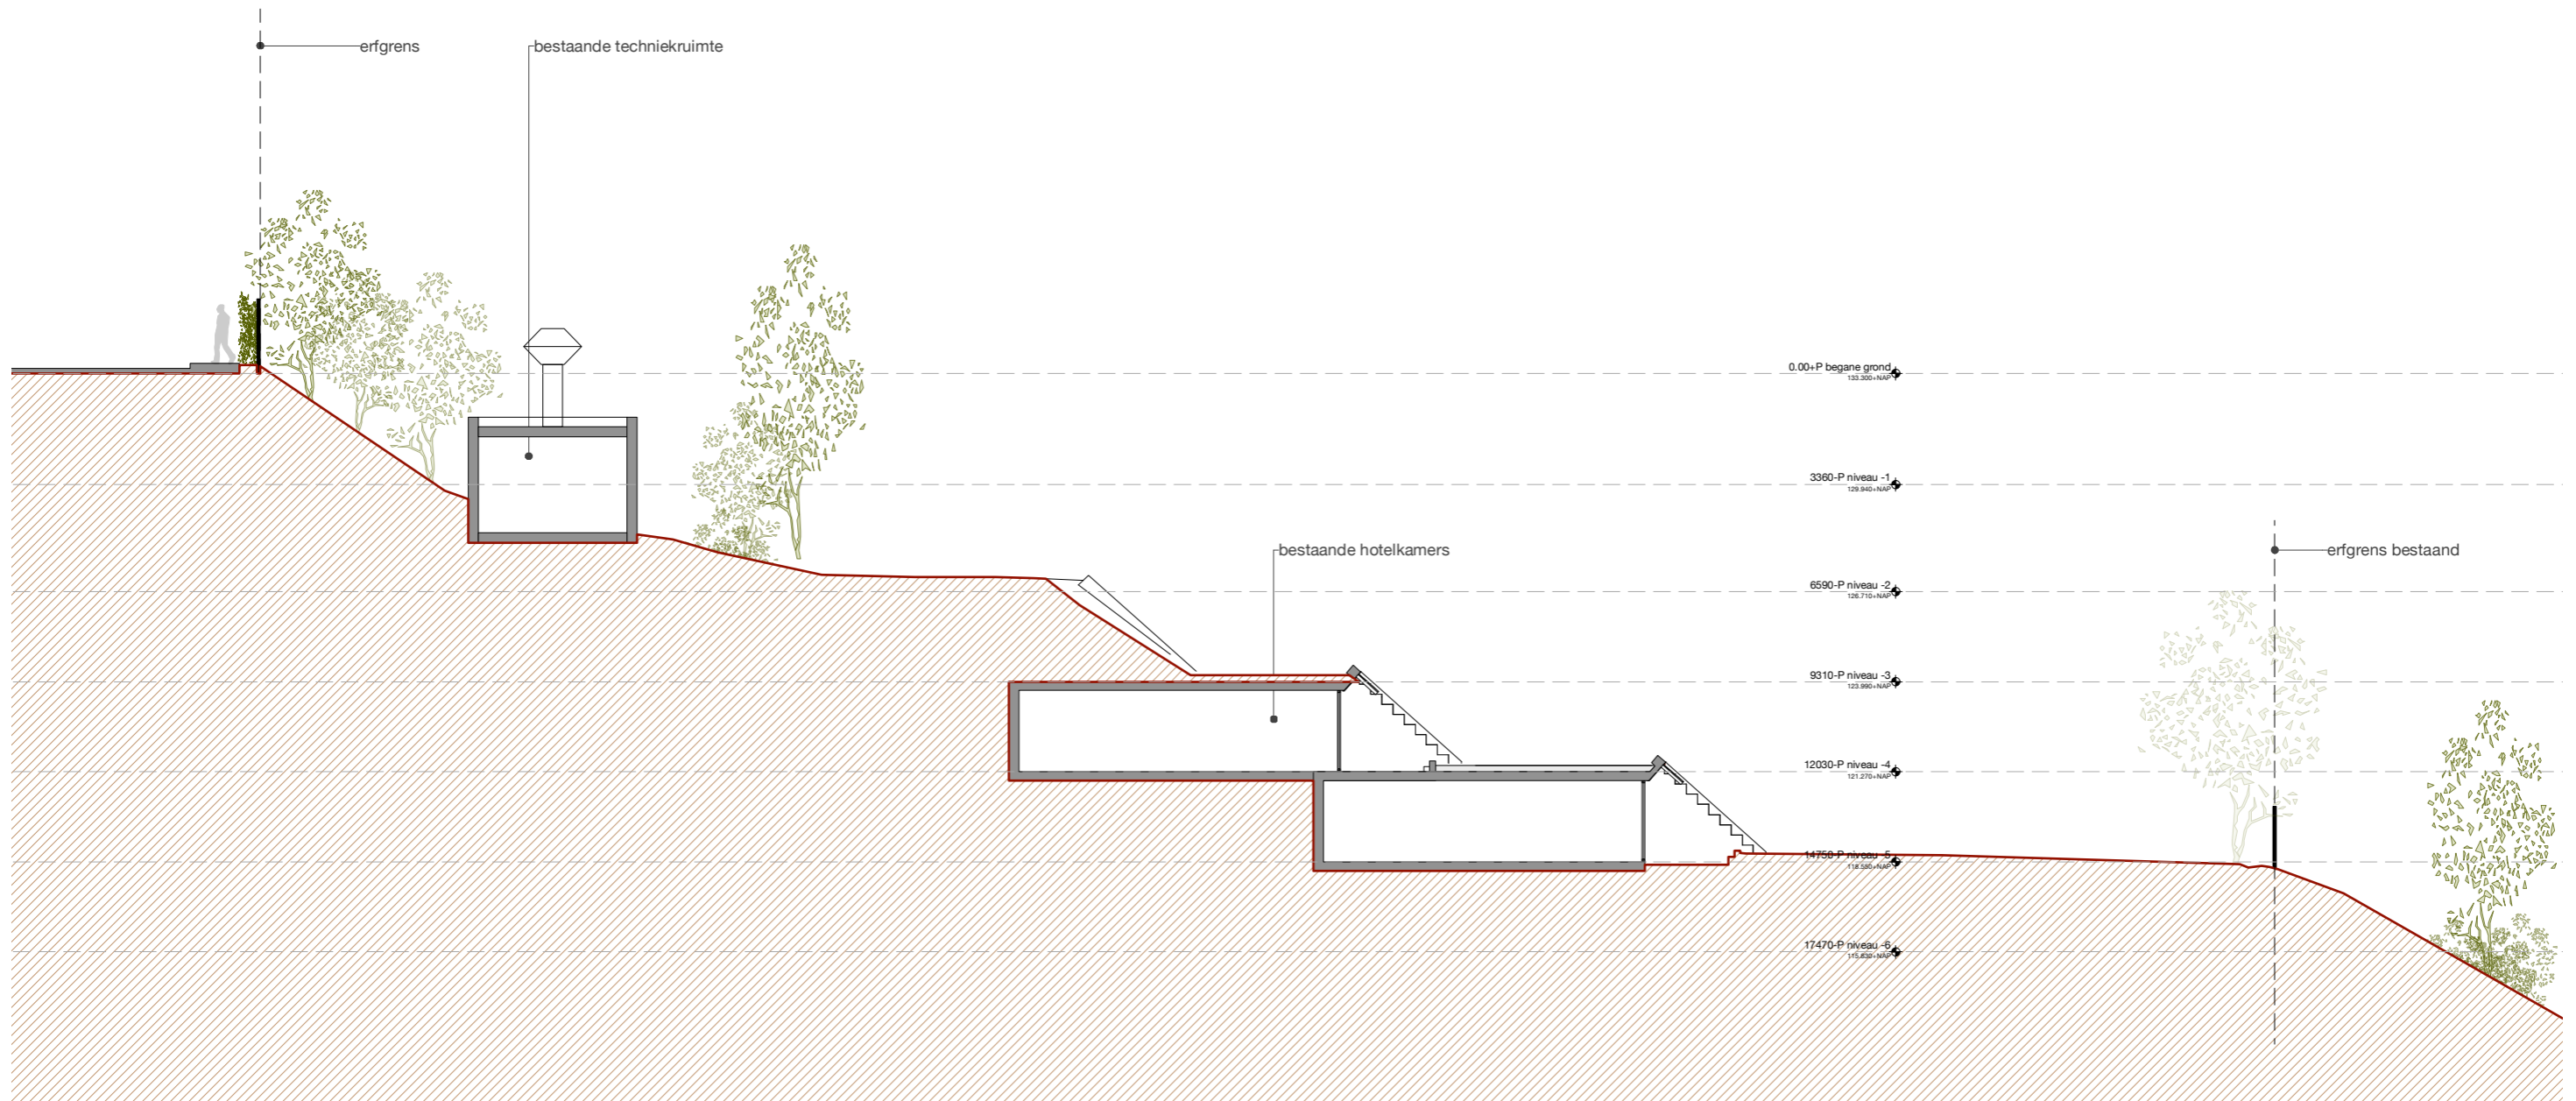 erfgrens
bestaande techniekruimte
0.00+P begane grond
133.300+NAP
3360-P niveau -1
129.940+NAP
bestaande hotelkamers
erfgrens bestaand
6590-P niveau -2
126.710+NAP
9310-P niveau -3
123.990+NAP
12030-P niveau -4
121.270+NAP
14750-P niveau -5
118.550+NAP
17470-P niveau -6
115.830+NAP